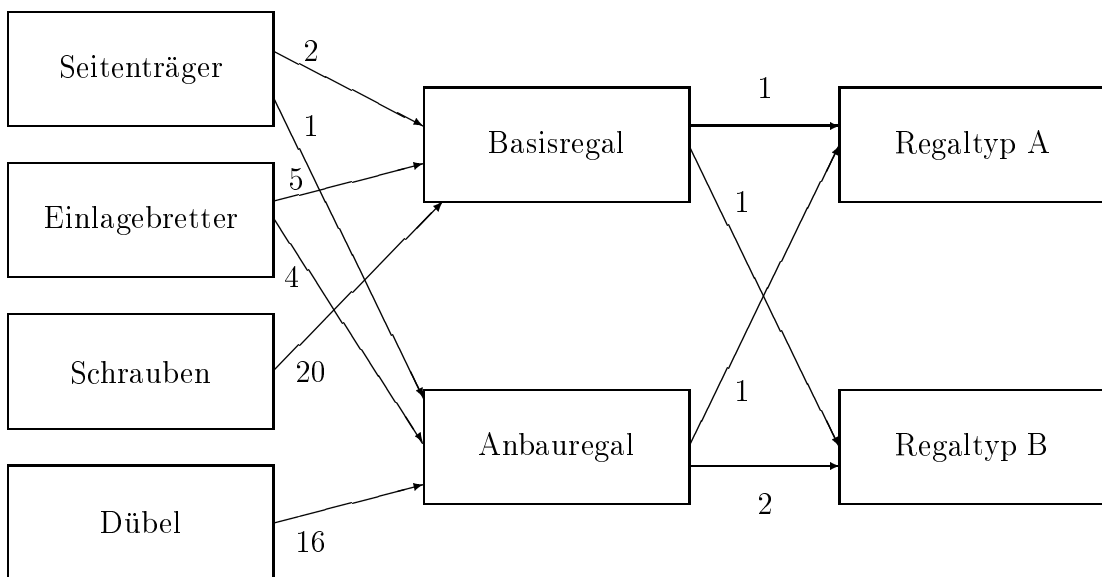 Seitenträger
Einlagebretter
Schrauben
Dübel
2
1
5
4
20
16
Basisregal
Anbauregal
1
1
1
2
Regaltyp A
Regaltyp B